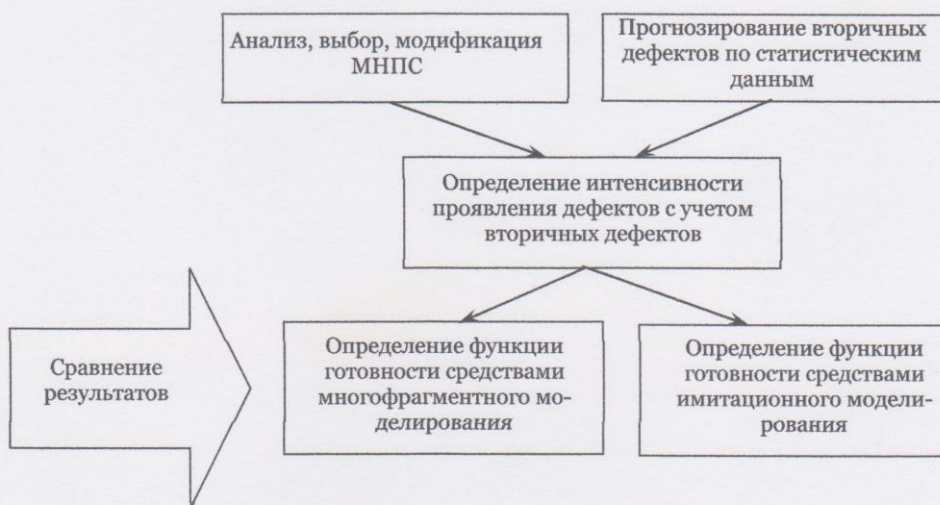 Анализ, выбор, модификация
МНПС
Прогнозирование вторичных
дефектов по статистическим
данным
Определение интенсивности
проявления дефектов с учетом
вторичных дефектов
Сравнение
результатов
Определение функции
готовности средствами
многофрагментного мо-
делирования
Определение функции
готовности средствами
имитационного модели-
рования